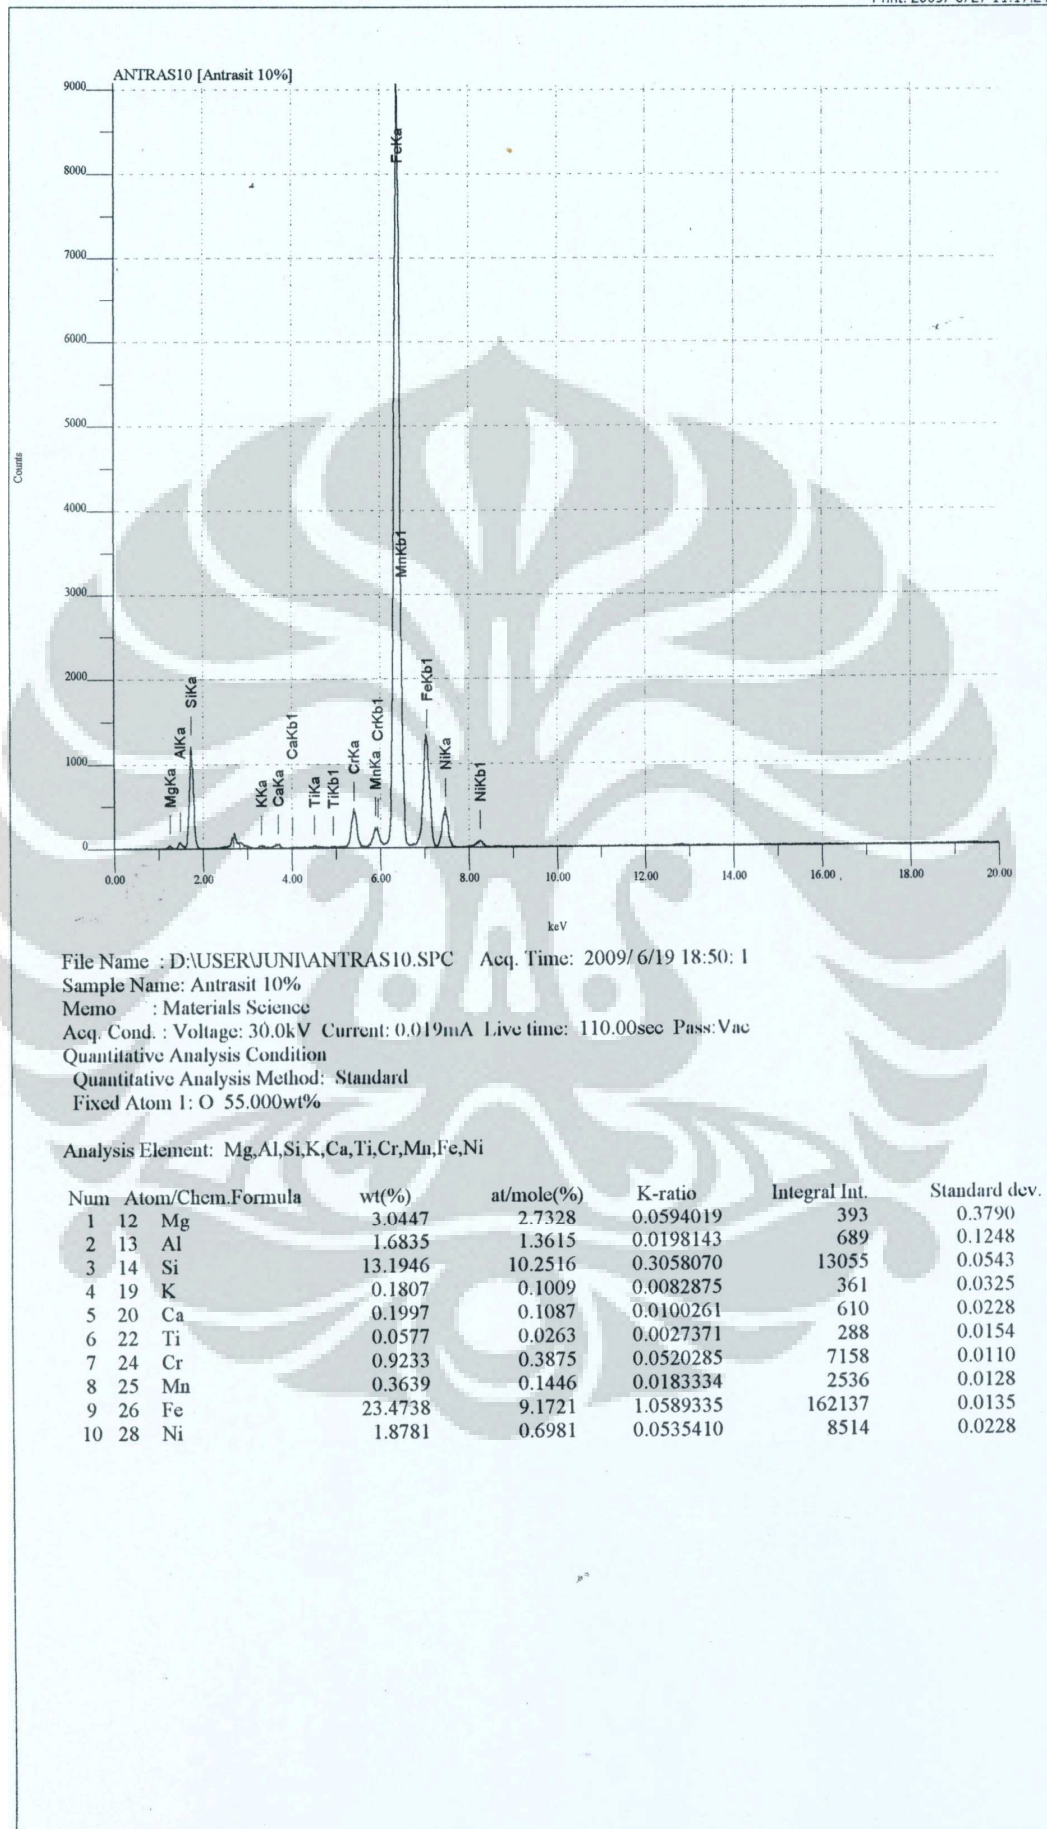 ANTRAS10 [Antrasit 10%]
9000
8000
7000
6000
5000
4000
3000
2000
1000
0
Counts
MgKa
AlKa
SiKa
KKa
CaKa
CaKb1
TiKa
TiKb1
CrKa
MnKa
CrKb1
FeKa
MnKb1
FeKb1
NiKa
NiKb1
0.00 2.00 4.00 6.00 8.00 10.00 12.00 14.00 16.00 18.00 20.00
keV
File Name : D:\USER\JUNI\ANTRAS10.SPC Acq. Time: 2009/ 6/19 18:50: 1
Sample Name: Antrasit 10%
Memo : Materials Science
Acq. Cond. : Voltage: 30.0kV Current: 0.019mA Live time: 110.00sec Pass:Vac
Quantitative Analysis Condition
Quantitative Analysis Method: Standard
Fixed Atom 1: O 55.000wt%
Analysis Element: Mg,Al,Si,K,Ca,Ti,Cr,Mn,Fe,Ni
Num Atom/Chem.Formula wt(%) at/mole(%) K-ratio Integral Int. Standard dev.
1 12 Mg 3.0447 2.7328 0.0594019 393 0.3790
2 13 Al 1.6835 1.3615 0.0198143 689 0.1248
3 14 Si 13.1946 10.2516 0.3058070 13055 0.0543
4 19 K 0.1807 0.1009 0.0082875 361 0.0325
5 20 Ca 0.1997 0.1087 0.0100261 610 0.0228
6 22 Ti 0.0577 0.0263 0.0027371 288 0.0154
7 24 Cr 0.9233 0.3875 0.0520285 7158 0.0110
8 25 Mn 0.3639 0.1446 0.0183334 2536 0.0128
9 26 Fe 23.4738 9.1721 1.0589335 162137 0.0135
10 28 Ni 1.8781 0.6981 0.0535410 8514 0.0228